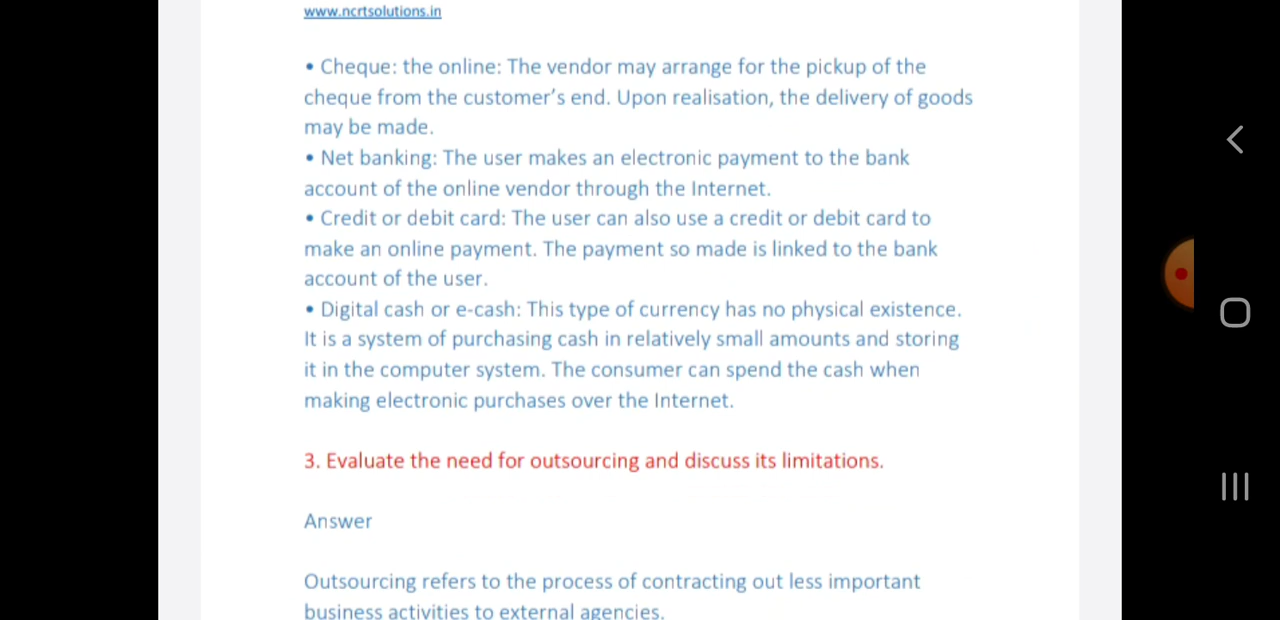 www.ncrtsolutions.in
• Cheque: the online: The vendor may arrange for the pickup of the
cheque from the customer's end. Upon realisation, the delivery of goods
may be made.
• Net banking: The user makes an electronic payment to the bank
account of the online vendor through the Internet.
• Credit or debit card: The user can also use a credit or debit card to
make an online payment. The payment so made is linked to the bank
account of the user.
• Digital cash or e-cash: This type of currency has no physical existence.
It is a system of purchasing cash in relatively small amounts and storing
it in the computer system. The consumer can spend the cash when
making electronic purchases over the Internet.
3. Evaluate the need for outsourcing and discuss its limitations.
Answer
Outsourcing refers to the process of contracting out less important
business activities to external agencies.